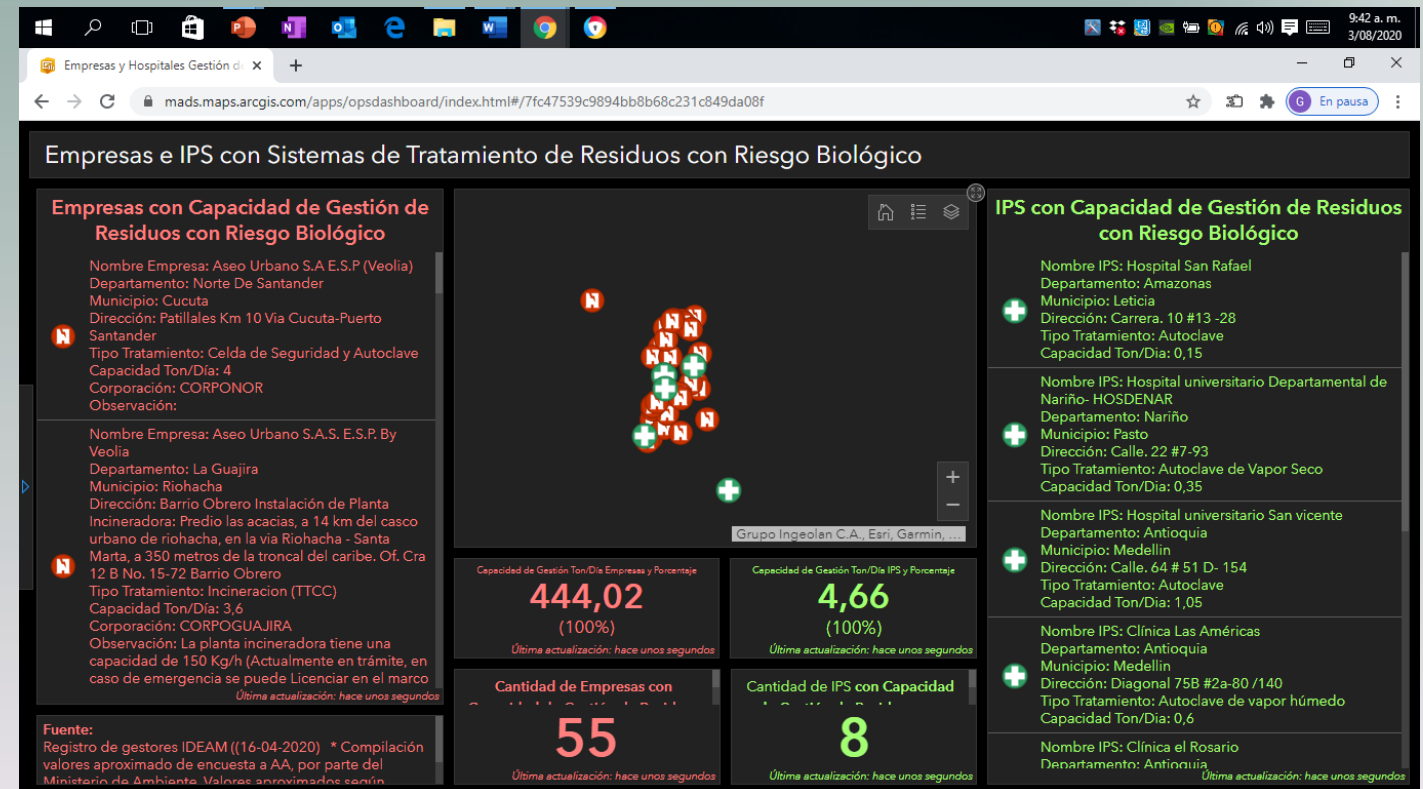 9:42 a. m.
3/08/2020
Empresas y Hospitales Gestión d
mads.maps.arcgis.com/apps/opsdashboard/index.html#/7fc47539c9894bb8b68c231c849da08f
G
En pausa
Empresas e IPS con Sistemas de Tratamiento de Residuos con Riesgo Biológico
Empresas con Capacidad de Gestión de
Residuos con Riesgo Biológico
Nombre Empresa: Aseo Urbano S.A E.S.P (Veolia)
Departamento: Norte De Santander
Municipio: Cucuta
Dirección: Patillales Km 10 Via Cucuta-Puerto
Santander
Tipo Tratamiento: Celda de Seguridad y Autoclave
Capacidad Ton/Día: 4
Corporación: CORPONOR
Observación:
Nombre Empresa: Aseo Urbano S.A.S. E.S.P. By
Veolia
Departamento: La Guajira
Municipio: Riohacha
Dirección: Barrio Obrero Instalación de Planta
Incineradora: Predio las acacias, a 14 km del casco
urbano de riohacha, en la via Riohacha - Santa
Marta, a 350 metros de la troncal del caribe. Of. Cra
12 B No. 15-72 Barrio Obrero
Tipo Tratamiento: Incineracion (TTCC)
Capacidad Ton/Día: 3,6
Corporación: CORPOGUAJIRA
Observación: La planta incineradora tiene una
capacidad de 150 Kg/h (Actualmente en trámite, en
caso de emergencia se puede Licenciar en el marco
Última actualización: hace unos segundos
Fuente:
Registro de gestores IDEAM ((16-04-2020) * Compilación
valores aproximado de encuesta a AA, por parte del
Ministerio de Ambiente. Valores aproximados según
Grupo Ingeolan C.A., Esri, Garmin, ...
Capacidad de Gestión Ton/Día Empresas y Porcentaje
444,02
(100%)
Última actualización: hace unos segundos
Capacidad de Gestión Ton/Día IPS y Porcentaje
4,66
(100%)
Última actualización: hace unos segundos
Cantidad de Empresas con
55
Última actualización: hace unos segundos
Cantidad de IPS con Capacidad
8
Última actualización: hace unos segundos
IPS con Capacidad de Gestión de Residuos
con Riesgo Biológico
Nombre IPS: Hospital San Rafael
Departamento: Amazonas
Municipio: Leticia
Dirección: Carrera. 10 #13 -28
Tipo Tratamiento: Autoclave
Capacidad Ton/Dia: 0,15
Nombre IPS: Hospital universitario Departamental de
Nariño- HOSDENAR
Departamento: Nariño
Municipio: Pasto
Dirección: Calle. 22 #7-93
Tipo Tratamiento: Autoclave de Vapor Seco
Capacidad Ton/Dia: 0,35
Nombre IPS: Hospital universitario San vicente
Departamento: Antioquia
Municipio: Medellin
Dirección: Calle. 64 # 51 D- 154
Tipo Tratamiento: Autoclave
Capacidad Ton/Dia: 1,05
Nombre IPS: Clínica Las Américas
Departamento: Antioquia
Municipio: Medellin
Dirección: Diagonal 75B #2a-80 /140
Tipo Tratamiento: Autoclave de vapor húmedo
Capacidad Ton/Dia: 0,6
Nombre IPS: Clínica el Rosario
Departamento: Antioquia
Última actualización: hace unos segundos